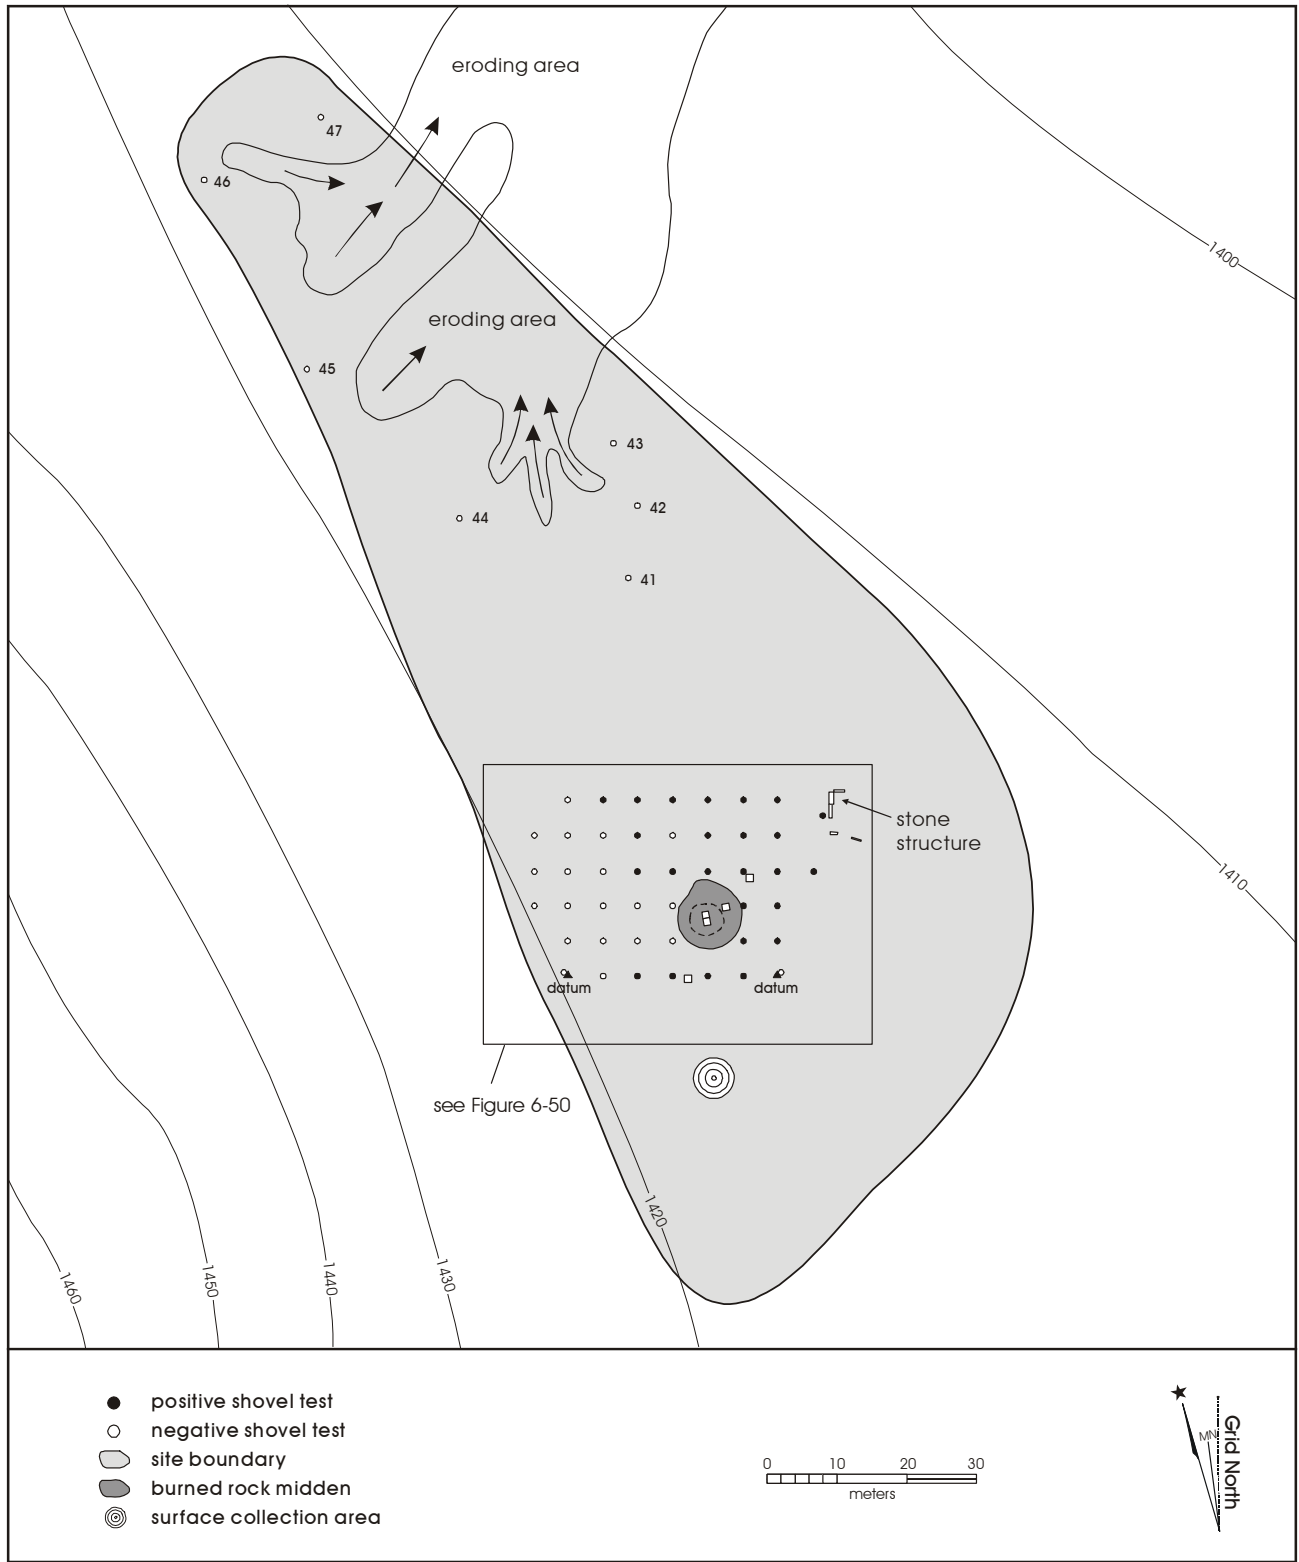 eroding area
47
46
1400
eroding area
45
43
42
44
41
stone
structure
1410
datum
datum
see Figure 6-50
1420
1460
1450
1440
1430
positive shovel test
negative shovel test
site boundary
burned rock midden
surface collection area
0 10 20 30
meters
MN
Grid North